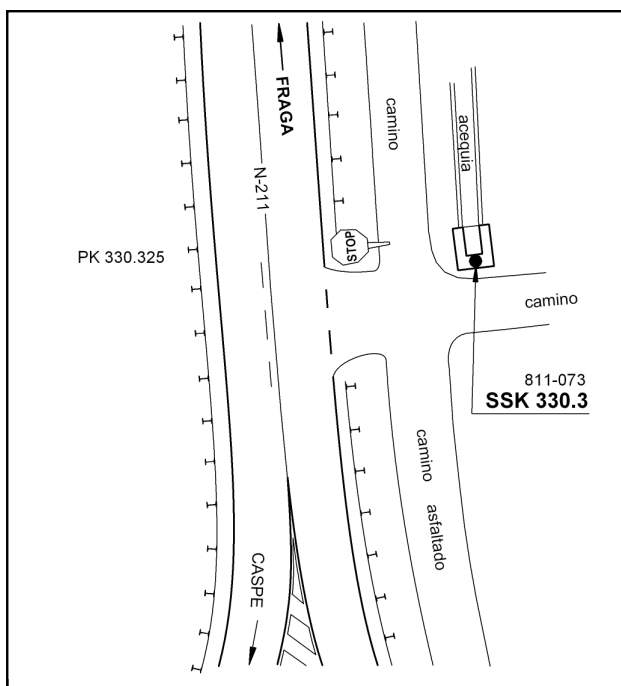 FRAGA
N-211
camino
acequia
STOP
PK 330.325
camino
811-073
SSK 330.3
camino
asfaltado
CASPE